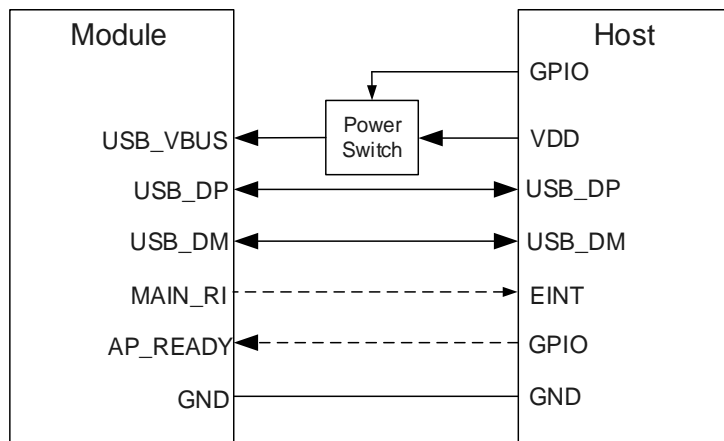 Module
Host
GPIO
Power
Switch
USB_VBUS
VDD
USB_DP
USB_DP
USB_DM
USB_DM
MAIN_RI
EINT
AP_READY
GPIO
GND
GND